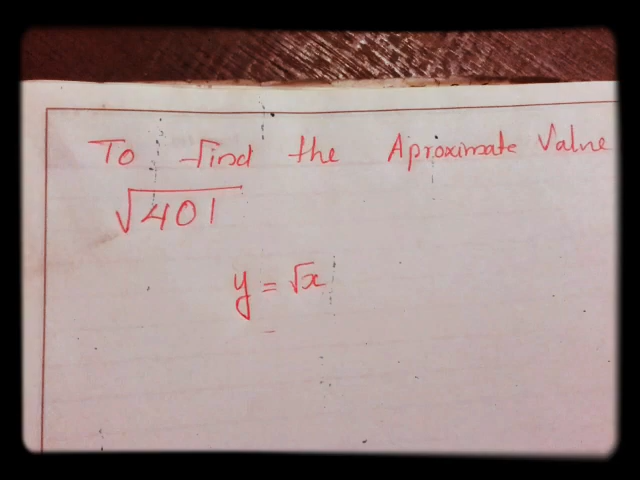 To find the Aproximate Value
√401
y = √x